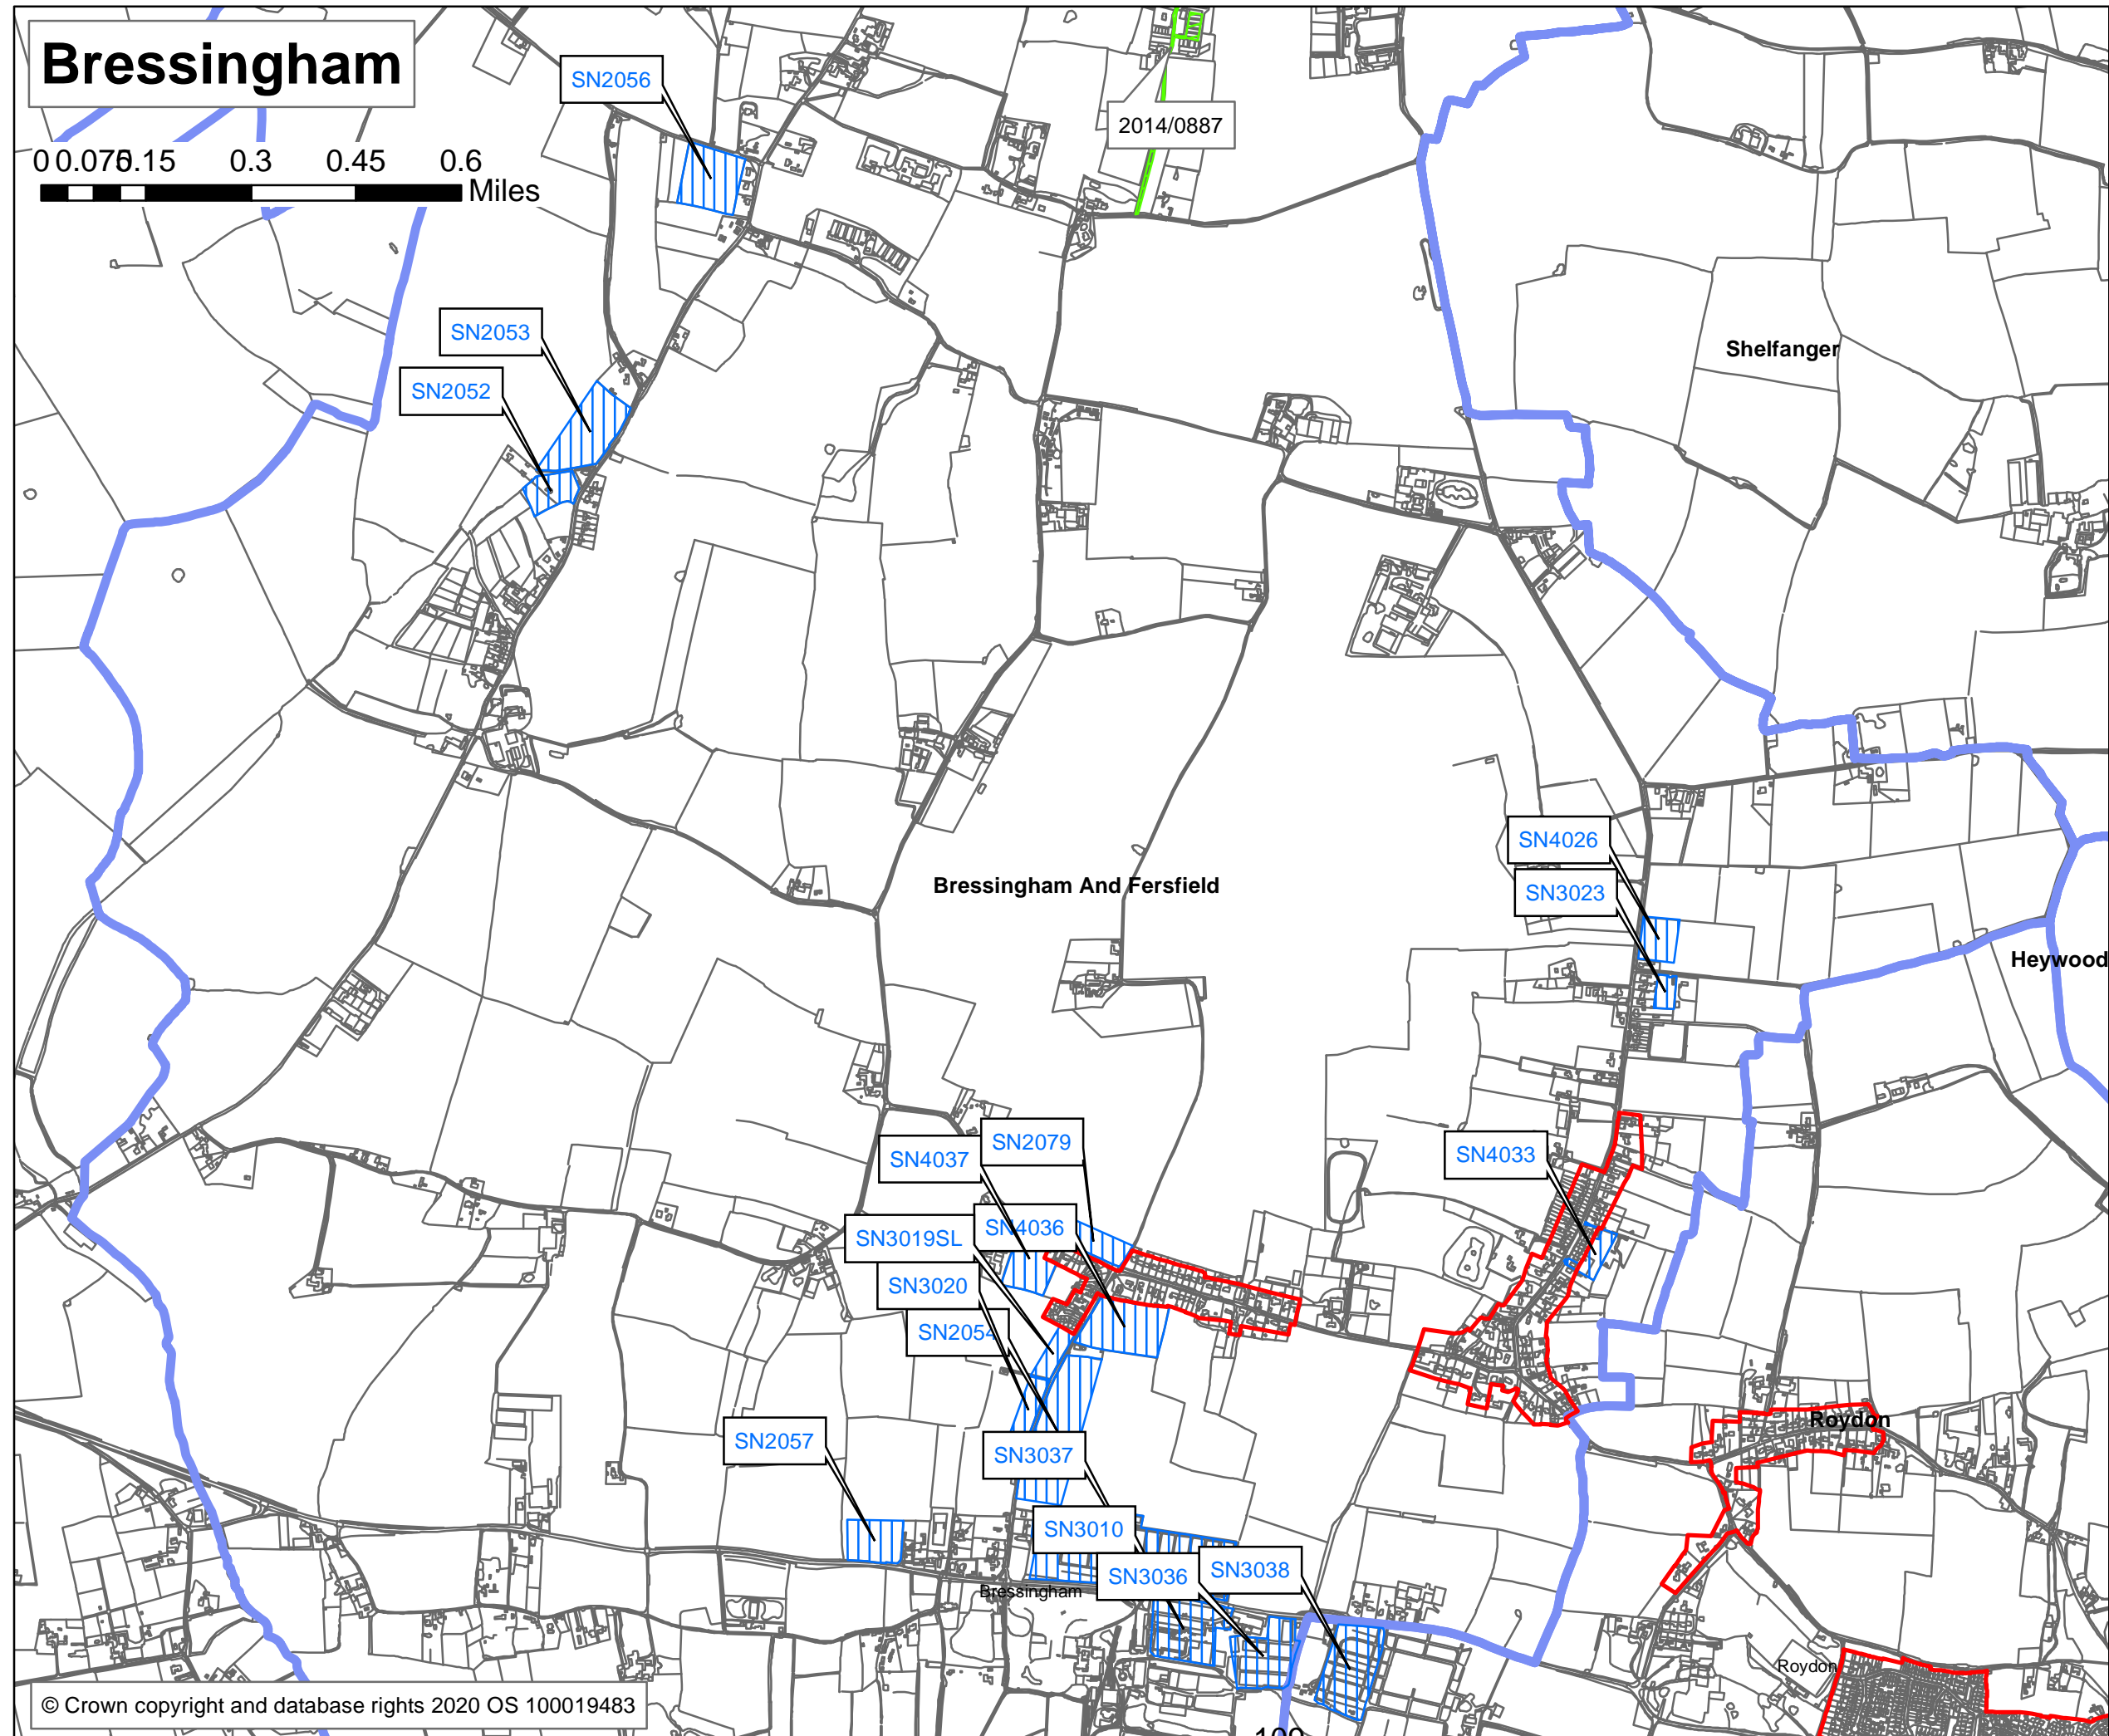 Bressingham
SN2056
2014/0887
0 0.075 0.15 0.3 0.45 0.6
Miles
SN2053
Shelfanger
SN2052
SN4026
Bressingham And Fersfield
SN3023
Heywood
SN2079
SN4037
SN4033
SN4036
SN3019SL
SN3020
SN2054
Roydon
SN2057
SN3037
SN3010
SN3036
SN3038
Bressingham
Roydon
© Crown copyright and database rights 2020 OS 100019483